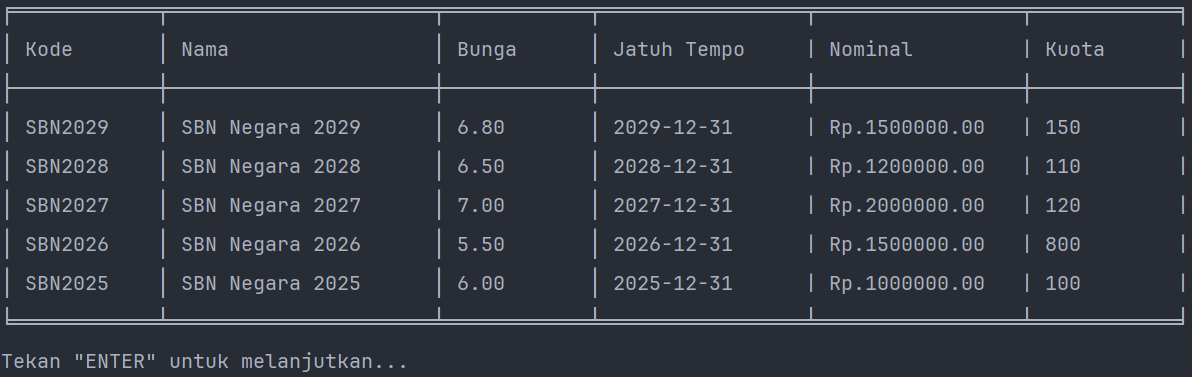 Kode Nama Bunga Jatuh Tempo Nominal Kuota
SBN2029 SBN Negara 2029 6.80 2029-12-31 Rp.1500000.00 150
SBN2028 SBN Negara 2028 6.50 2028-12-31 Rp.1200000.00 110
SBN2027 SBN Negara 2027 7.00 2027-12-31 Rp.2000000.00 120
SBN2026 SBN Negara 2026 5.50 2026-12-31 Rp.1500000.00 800
SBN2025 SBN Negara 2025 6.00 2025-12-31 Rp.1000000.00 100
Tekan "ENTER" untuk melanjutkan...